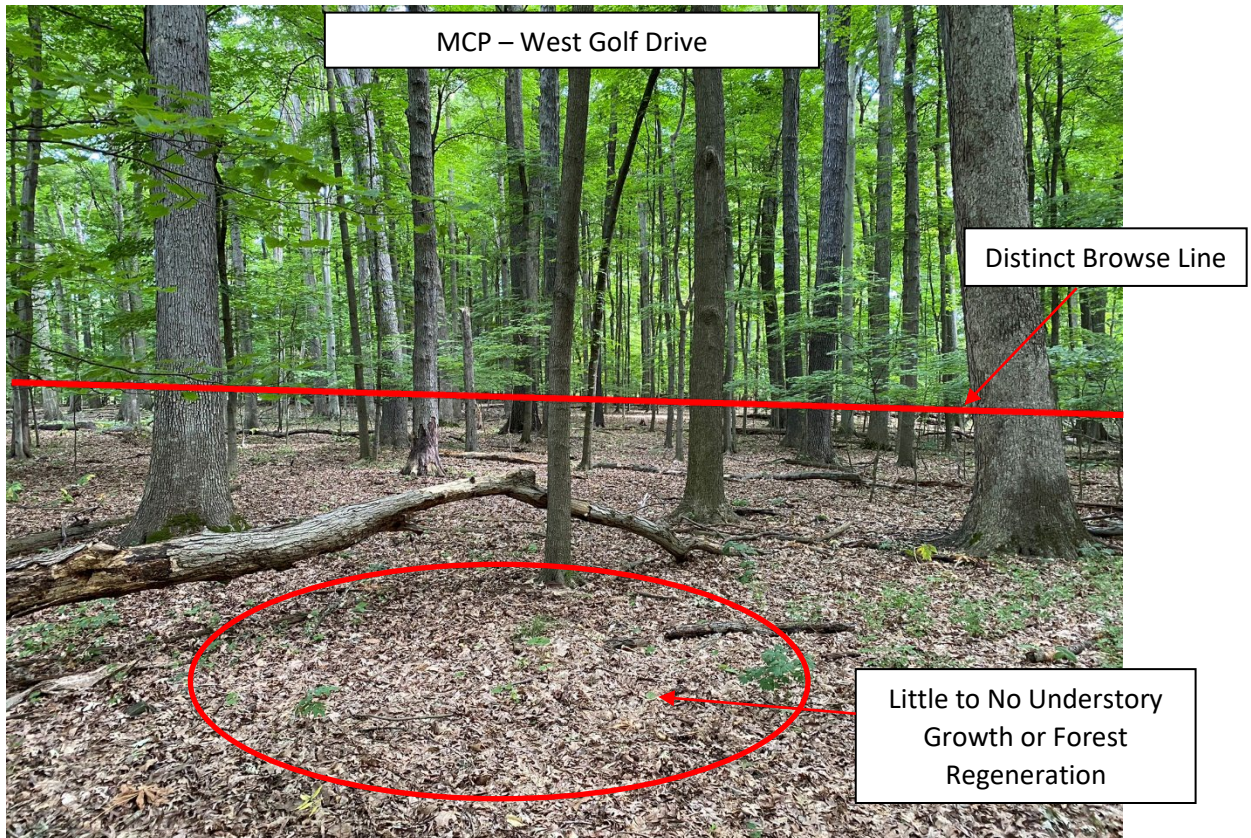 MCP – West Golf Drive
Distinct Browse Line
Little to No Understory
Growth or Forest
Regeneration